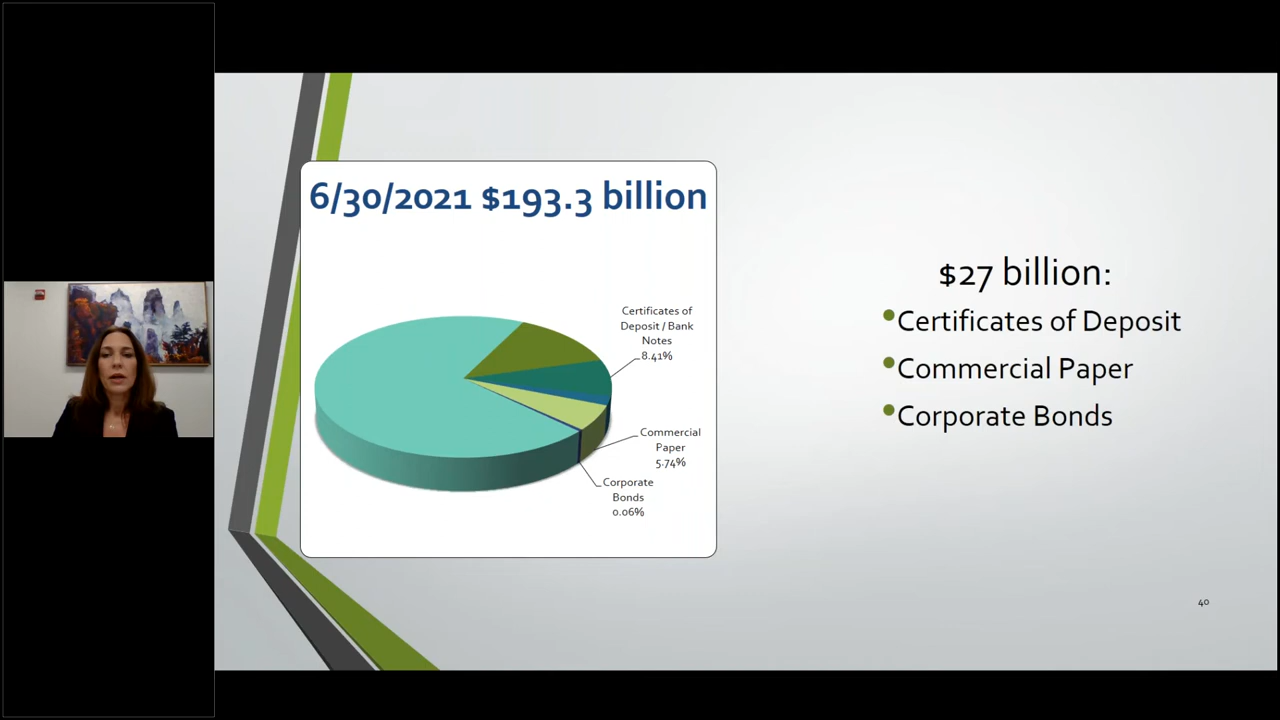 6/30/2021 $193.3 billion
Certificates of
Deposit / Bank
Notes
8.41%
Commercial
Paper
5.74%
Corporate
Bonds
0.06%
$27 billion:
•Certificates of Deposit
•Commercial Paper
•Corporate Bonds
40